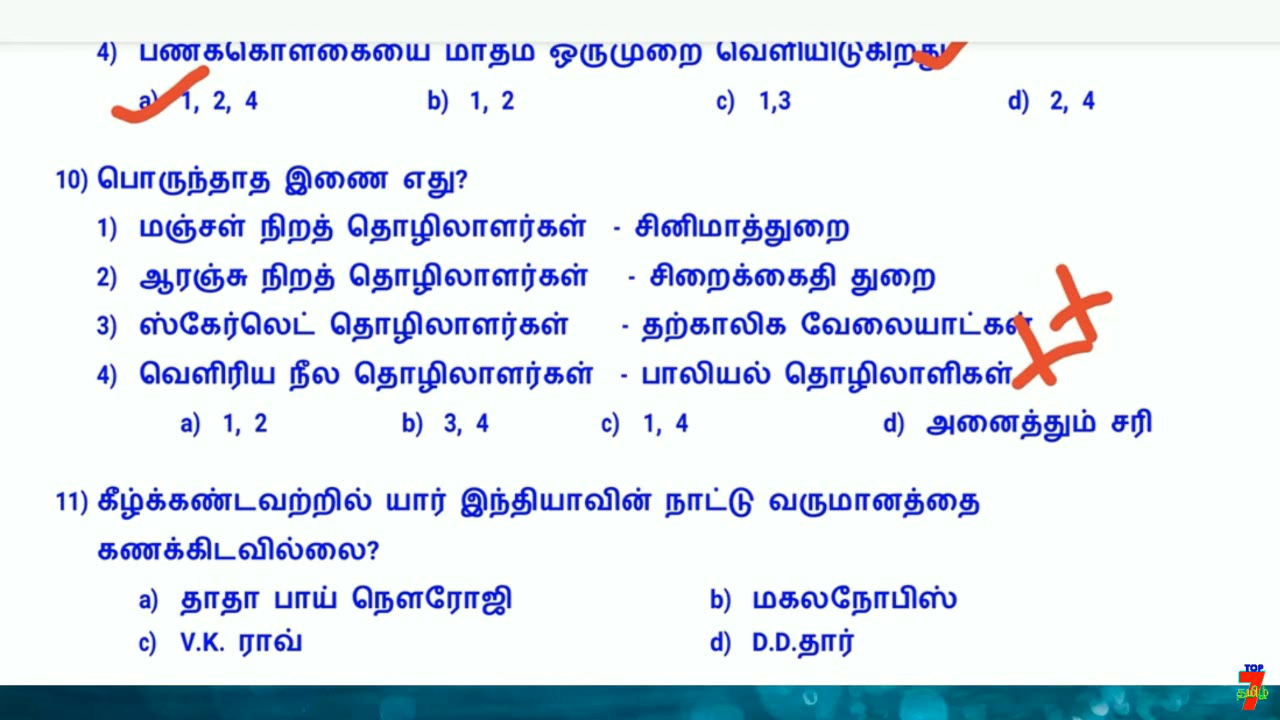 4) பணக்கொள்கையை மாதம் ஒருமுறை வெளியிடுகிறது
a) 1, 2, 4 b) 1, 2 c) 1,3 d) 2, 4
10) பொருந்தாத இணை எது?
1) மஞ்சள் நிறத் தொழிலாளர்கள் - சினிமாத்துறை
2) ஆரஞ்சு நிறத் தொழிலாளர்கள் - சிறைக்கைதி துறை
3) ஸ்கேர்லெட் தொழிலாளர்கள் - தற்காலிக வேலையாட்கள்
4) வெளிரிய நீல தொழிலாளர்கள் - பாலியல் தொழிலாளிகள்
a) 1, 2 b) 3, 4 c) 1, 4 d) அனைத்தும் சரி
11) கீழ்க்கண்டவற்றில் யார் இந்தியாவின் நாட்டு வருமானத்தை
கணக்கிடவில்லை?
a) தாதா பாய் நௌரோஜி b) மகலநோபிஸ்
c) V.K. ராவ் d) D.D.தார்
TOP
7
தமிழ்